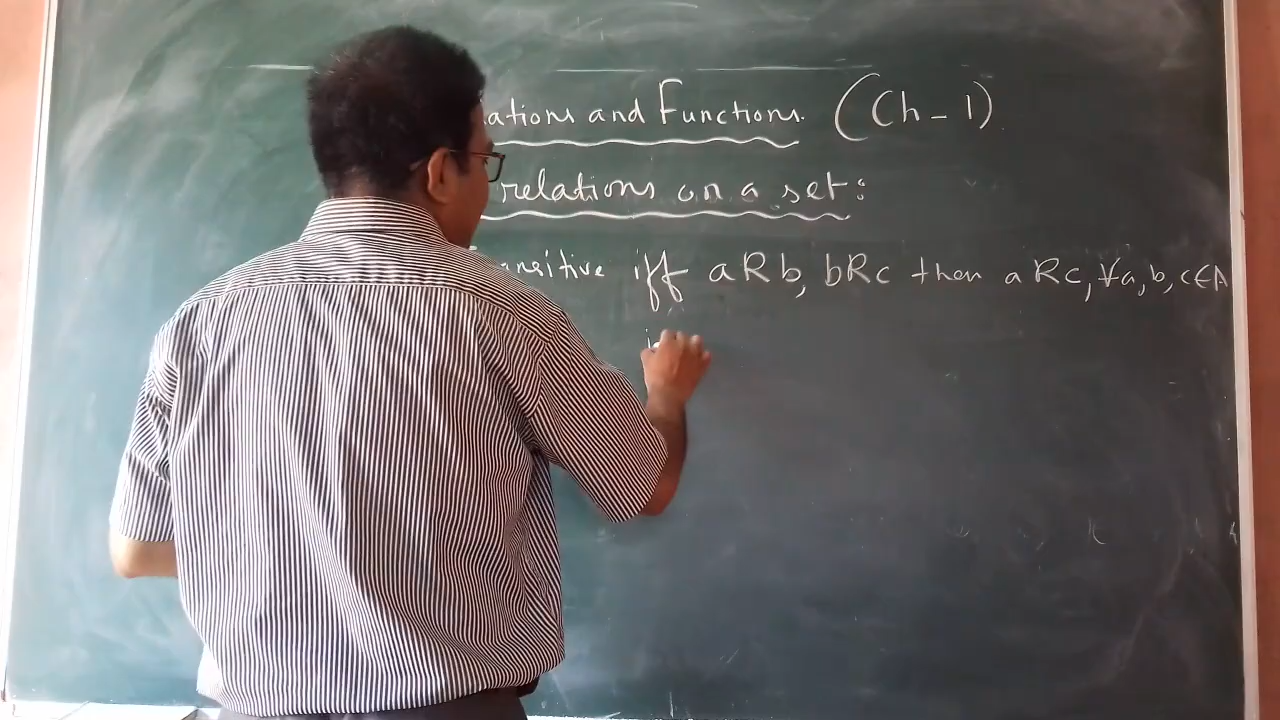 ations and Functions. (Ch-1)
relations on a set:
ansitive iff aRb, bRc then aRc, ∀a, b, c∈A